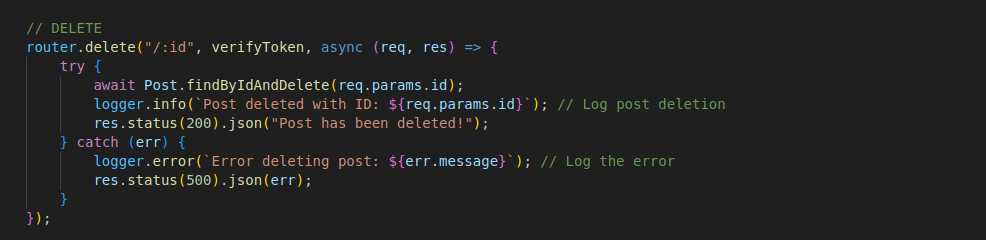 // DELETE
router.delete("/:id", verifyToken, async (req, res) => {
    try {
        await Post.findByIdAndDelete(req.params.id);
        logger.info(`Post deleted with ID: ${req.params.id}`); // Log post deletion
        res.status(200).json("Post has been deleted!");
    } catch (err) {
        logger.error(`Error deleting post: ${err.message}`); // Log the error
        res.status(500).json(err);
    }
});